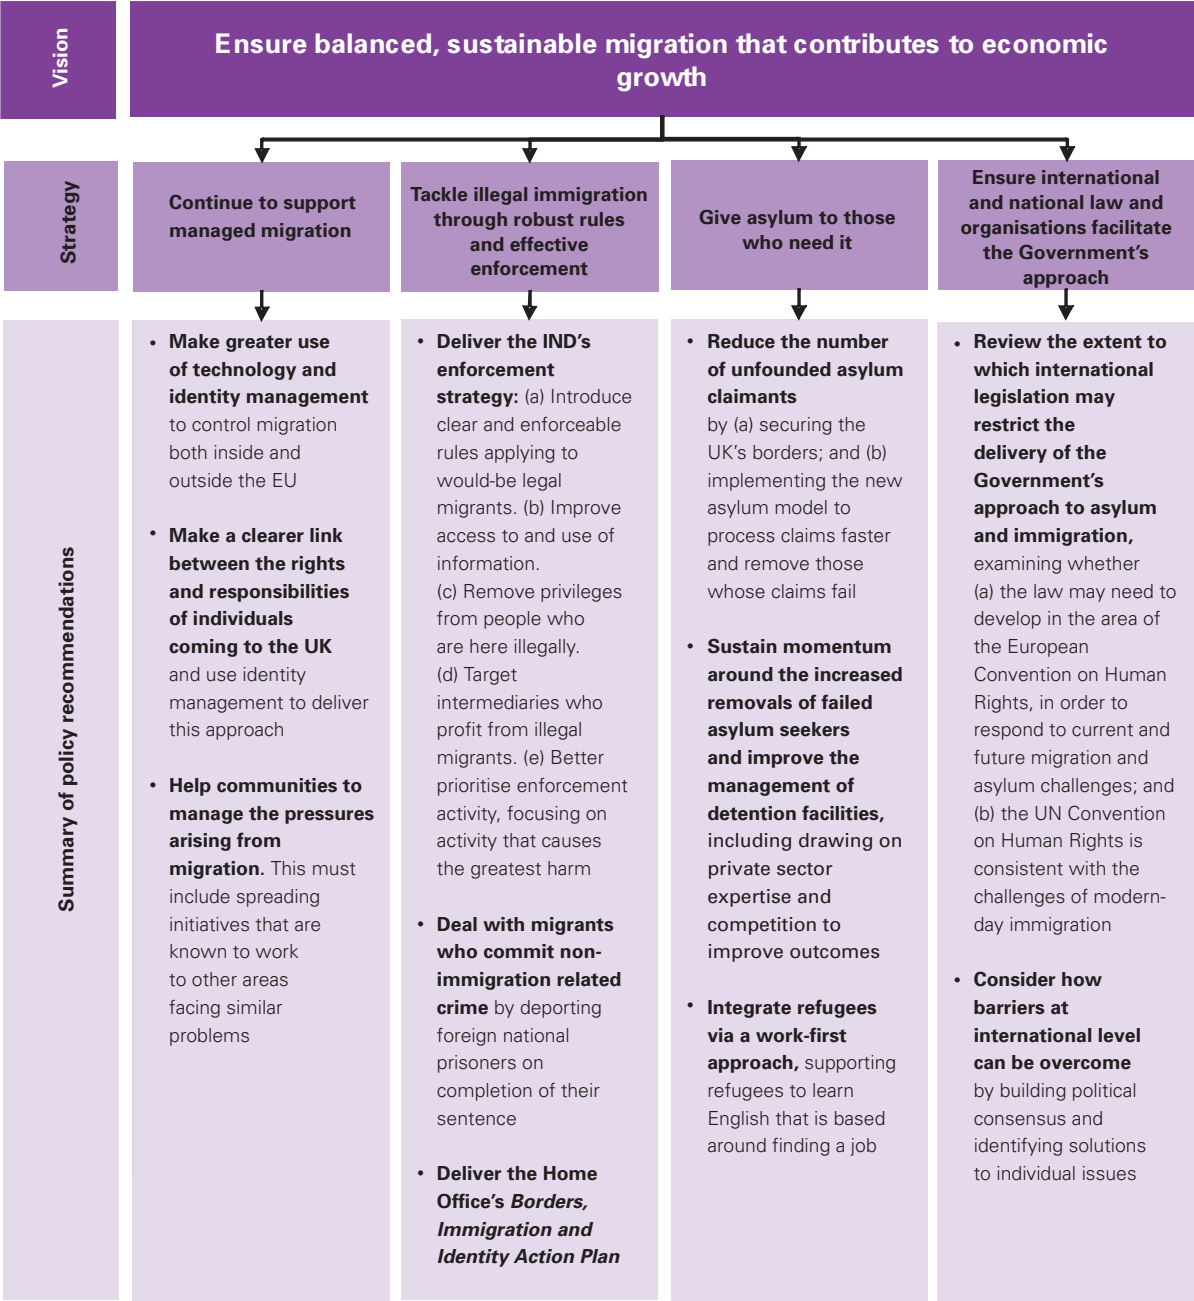 Vision
Ensure balanced, sustainable migration that contributes to economic
growth
Strategy
Continue to support
managed migration
Tackle illegal immigration
through robust rules
and effective
enforcement
Give asylum to those
who need it
Ensure international
and national law and
organisations facilitate
the Government's
approach
Summary of policy recommendations
• Make greater use
of technology and
identity management
to control migration
both inside and
outside the EU
• Make a clearer link
between the rights
and responsibilities
of individuals
coming to the UK
and use identity
management to deliver
this approach
• Help communities to
manage the pressures
arising from
migration. This must
include spreading
initiatives that are
known to work
to other areas
facing similar
problems
• Deliver the IND's
enforcement
strategy: (a) Introduce
clear and enforceable
rules applying to
would-be legal
migrants. (b) Improve
access to and use of
information.
(c) Remove privileges
from people who
are here illegally.
(d) Target
intermediaries who
profit from illegal
migrants. (e) Better
prioritise enforcement
activity, focusing on
activity that causes
the greatest harm
• Deal with migrants
who commit non-
immigration related
crime by deporting
foreign national
prisoners on
completion of their
sentence
• Deliver the Home
Office's Borders,
Immigration and
Identity Action Plan
• Reduce the number
of unfounded asylum
claimants
by (a) securing the
UK's borders; and (b)
implementing the new
asylum model to
process claims faster
and remove those
whose claims fail
• Sustain momentum
around the increased
removals of failed
asylum seekers
and improve the
management of
detention facilities,
including drawing on
private sector
expertise and
competition to
improve outcomes
• Integrate refugees
via a work-first
approach, supporting
refugees to learn
English that is based
around finding a job
• Review the extent to
which international
legislation may
restrict the
delivery of the
Government's
approach to asylum
and immigration,
examining whether
(a) the law may need to
develop in the area of
the European
Convention on Human
Rights, in order to
respond to current and
future migration and
asylum challenges; and
(b) the UN Convention
on Human Rights is
consistent with the
challenges of modern-
day immigration
• Consider how
barriers at
international level
can be overcome
by building political
consensus and
identifying solutions
to individual issues